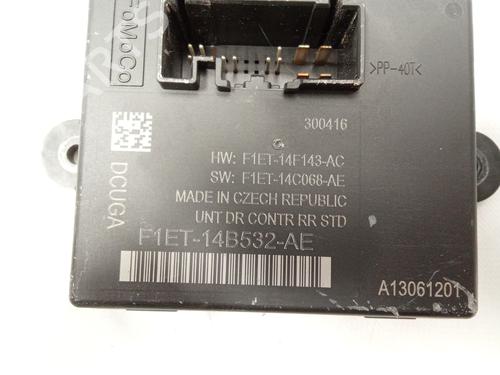 FoMoCo
>PP-40T<
300416
HW: F1ET-14F143-AC
SW: F1ET-14C068-AE
MADE IN CZECH REPUBLIC
UNT DR CONTR RR STD
DCUGA
F1ET-14B532-AE
A13061201